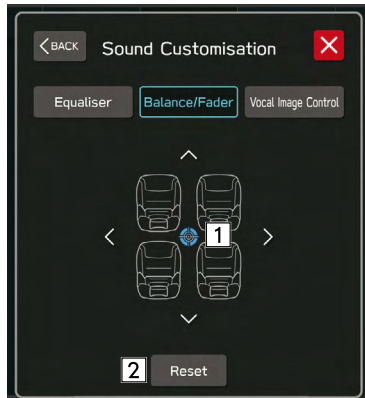 BACK Sound Customisation
Equaliser Balance/Fader Vocal Image Control
1
2 Reset